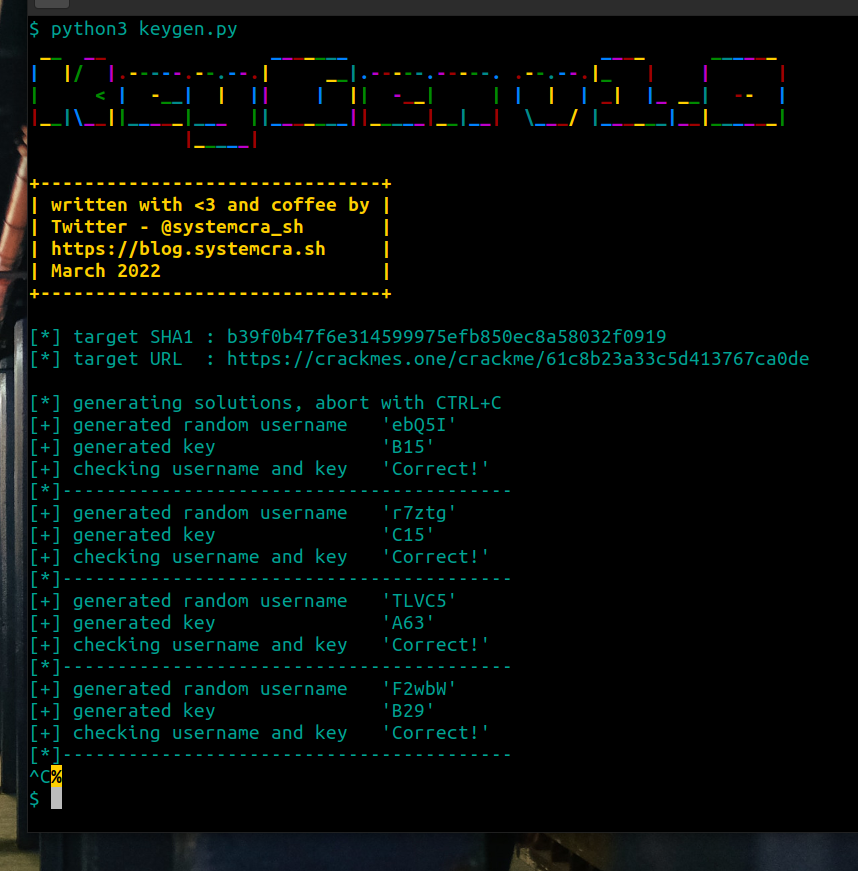 $ python3 keygen.py
KeyGen v1.0
+-------------------------------+
| written with <3 and coffee by |
| Twitter - @systemcra_sh       |
| https://blog.systemcra.sh     |
| March 2022                    |
+-------------------------------+
[*] target SHA1 : b39f0b47f6e314599975efb850ec8a58032f0919
[*] target URL  : https://crackmes.one/crackme/61c8b23a33c5d413767ca0de
[*] generating solutions, abort with CTRL+C
[+] generated random username   'ebQ5I'
[+] generated key               'B15'
[+] checking username and key   'Correct!'
[*]-----------------------------------------
[+] generated random username   'r7ztg'
[+] generated key               'C15'
[+] checking username and key   'Correct!'
[*]-----------------------------------------
[+] generated random username   'TLVC5'
[+] generated key               'A63'
[+] checking username and key   'Correct!'
[*]-----------------------------------------
[+] generated random username   'F2wbW'
[+] generated key               'B29'
[+] checking username and key   'Correct!'
[*]-----------------------------------------
^C%
$